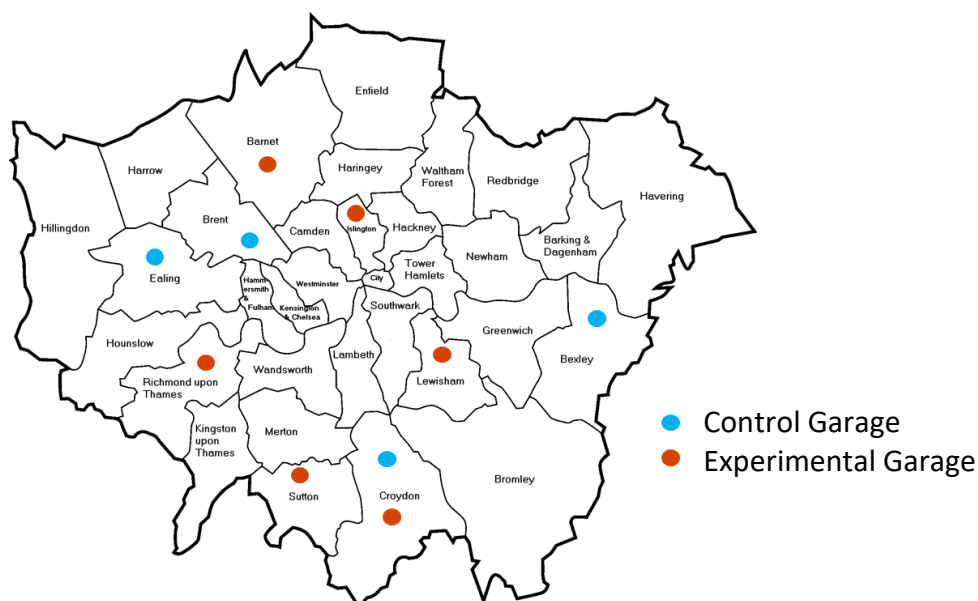 Enfield
Barnet
Harrow
Haringey
Waltham
Forest
Redbridge
Havering
Hillingdon
Brent
Camden
Islington
Hackney
Barking &
Dagenham
Ealing
Tower
Hamlets
Newham
Hamm
ersmith
&
Fulham
Westminster
City
Kensington
& Chelsea
Southwark
Greenwich
Hounslow
Wandsworth
Lambeth
Lewisham
Bexley
Richmond upon
Thames
Kingston
upon
Thames
Merton
Sutton
Croydon
Bromley
Control Garage
Experimental Garage